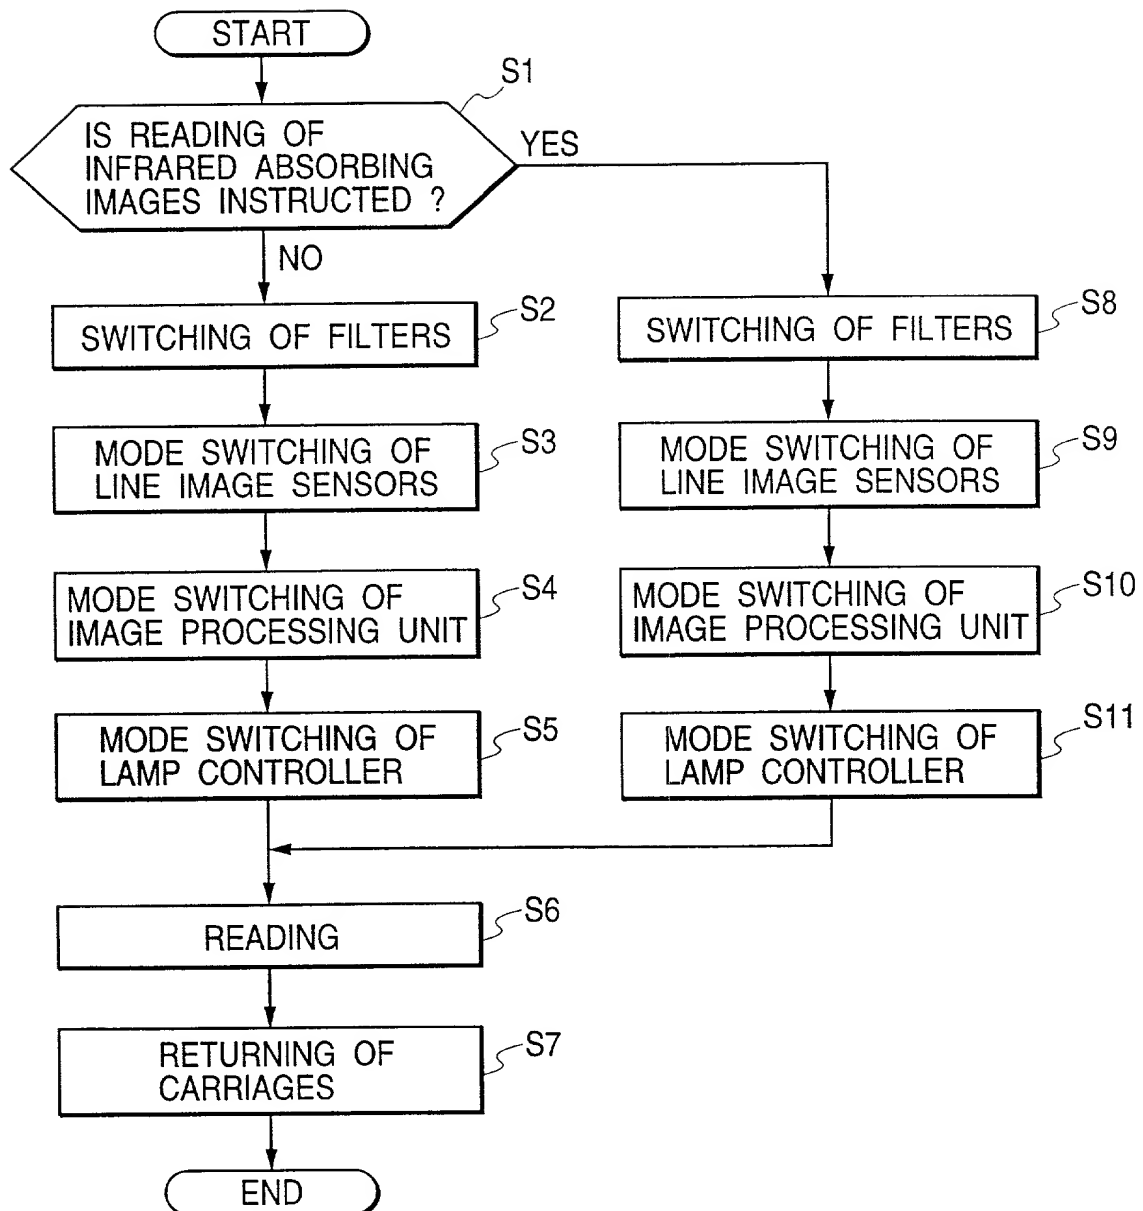 START
S1
IS READING OF
INFRARED ABSORBING
IMAGES INSTRUCTED ?
YES
NO
S2
SWITCHING OF FILTERS
S3
MODE SWITCHING OF
LINE IMAGE SENSORS
S4
MODE SWITCHING OF
IMAGE PROCESSING UNIT
S5
MODE SWITCHING OF
LAMP CONTROLLER
S8
SWITCHING OF FILTERS
S9
MODE SWITCHING OF
LINE IMAGE SENSORS
S10
MODE SWITCHING OF
IMAGE PROCESSING UNIT
S11
MODE SWITCHING OF
LAMP CONTROLLER
S6
READING
S7
RETURNING OF
CARRIAGES
END